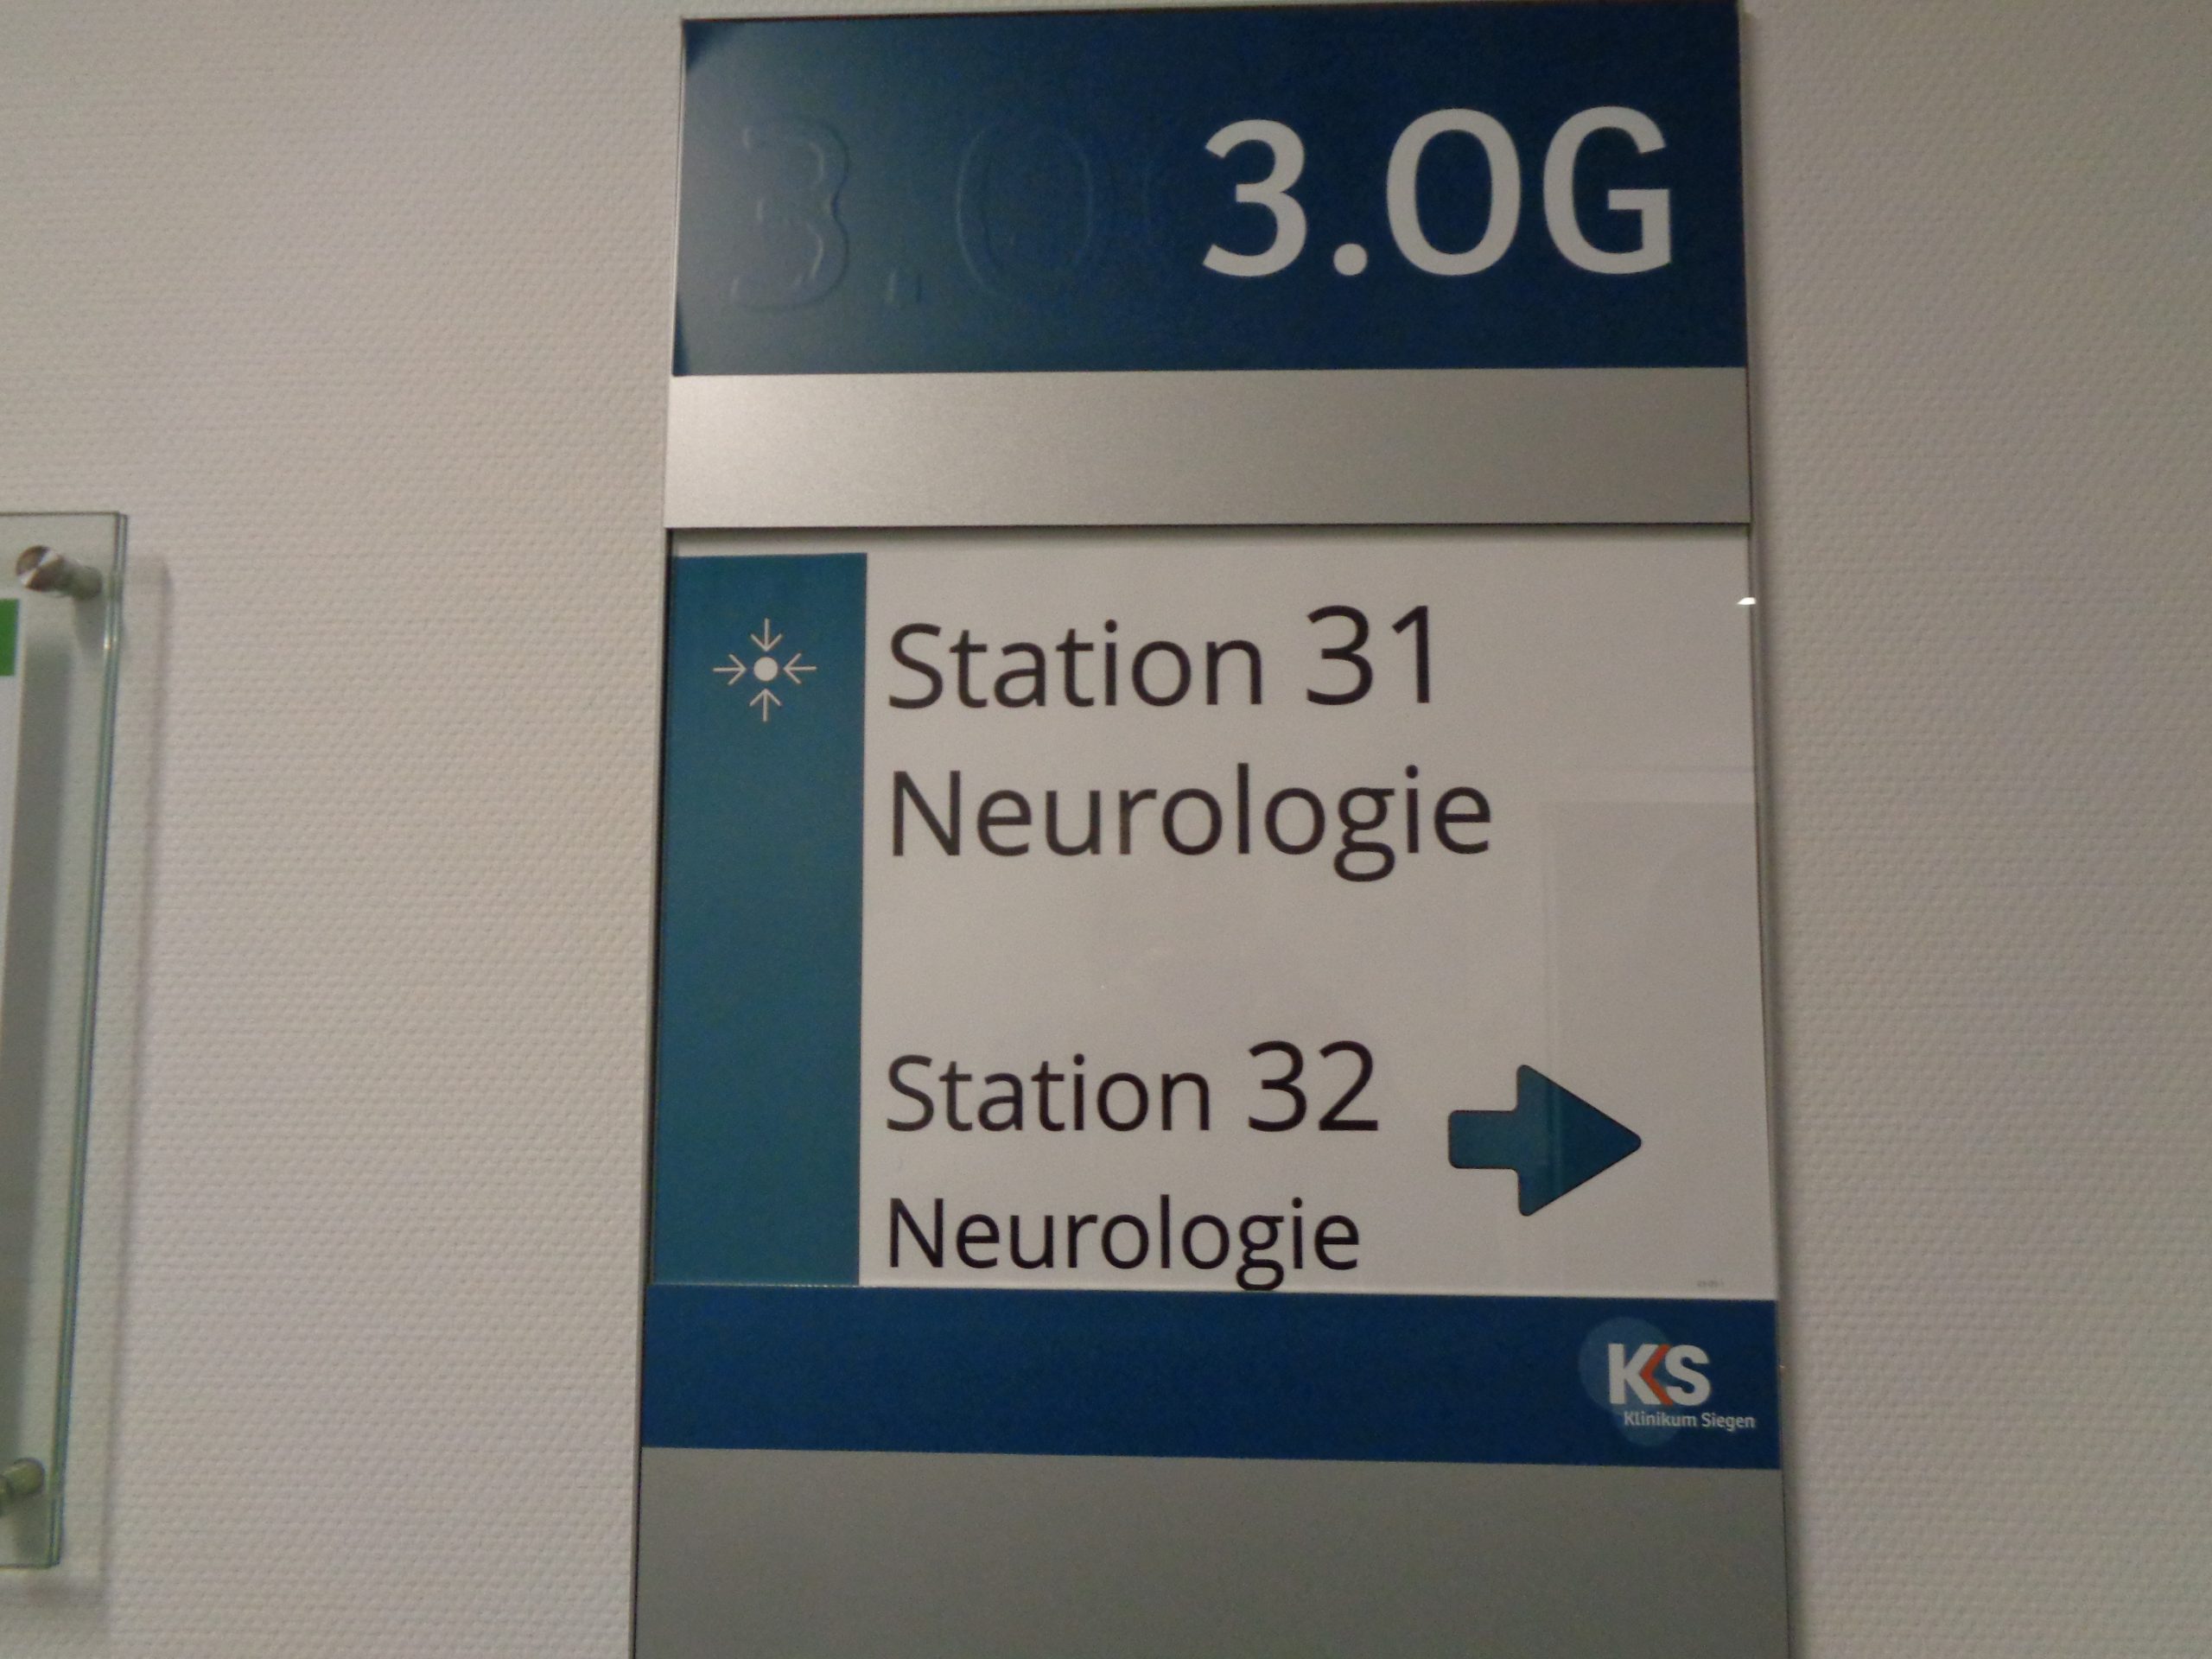 3.OG
Station 31
Neurologie
Station 32
Neurologie
KS
Klinikum Siegen